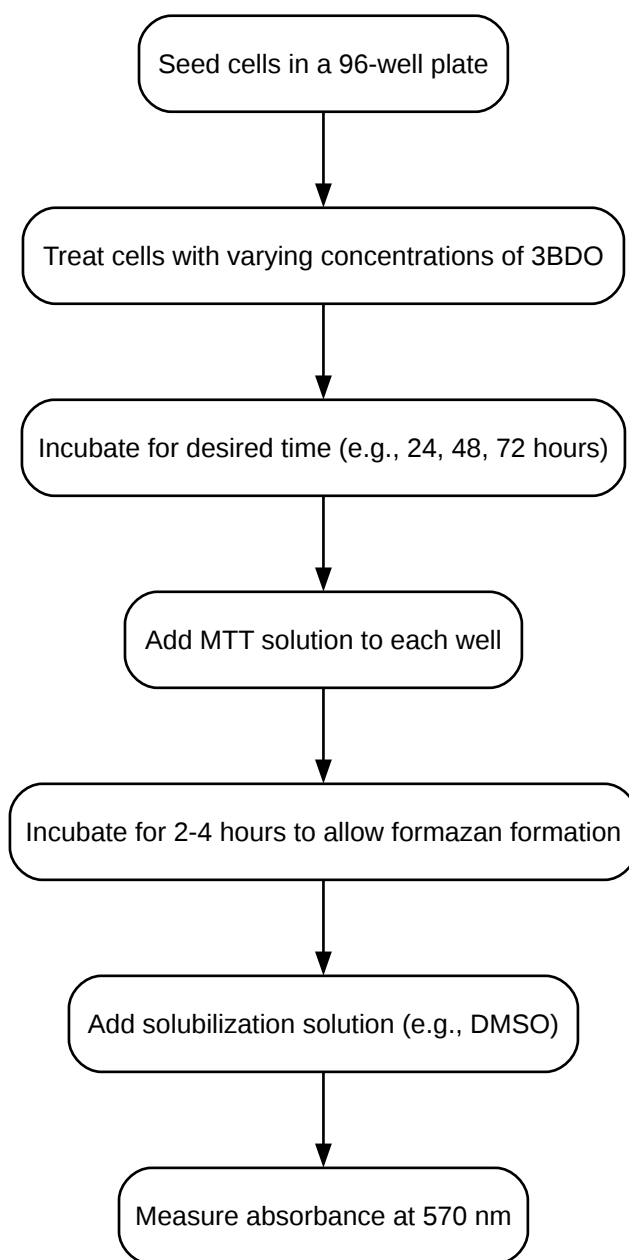 Seed cells in a 96-well plate
Treat cells with varying concentrations of 3BDO
Incubate for desired time (e.g., 24, 48, 72 hours)
Add MTT solution to each well
Incubate for 2-4 hours to allow formazan formation
Add solubilization solution (e.g., DMSO)
Measure absorbance at 570 nm